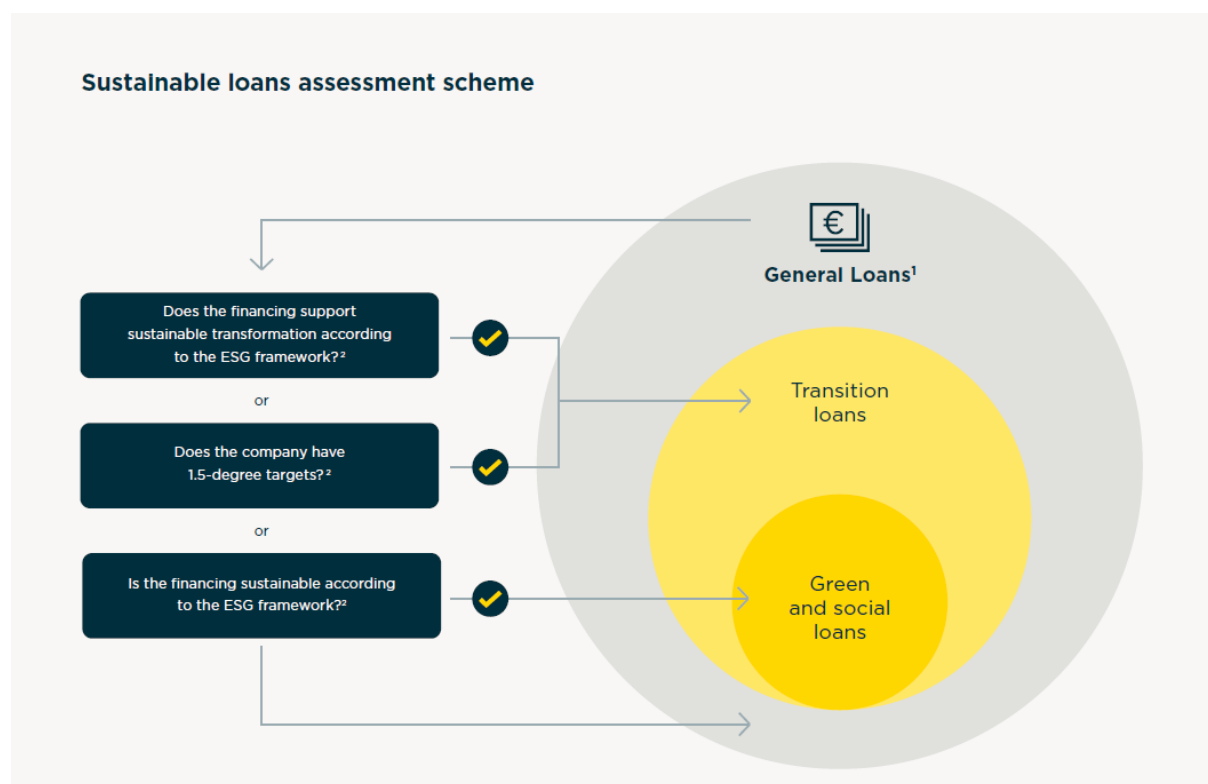 Sustainable loans assessment scheme
€
General Loans¹
Does the financing support
sustainable transformation according
to the ESG framework?²
or
Does the company have
1.5-degree targets?²
or
Is the financing sustainable according
to the ESG framework?²
Transition
loans
Green
and social
loans